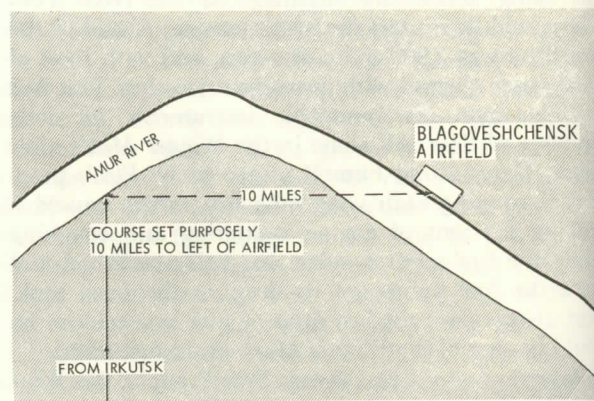 AMUR RIVER
BLAGOVESHCHENSK
AIRFIELD
10 MILES
COURSE SET PURPOSELY
10 MILES TO LEFT OF AIRFIELD
FROM IRKUTSK